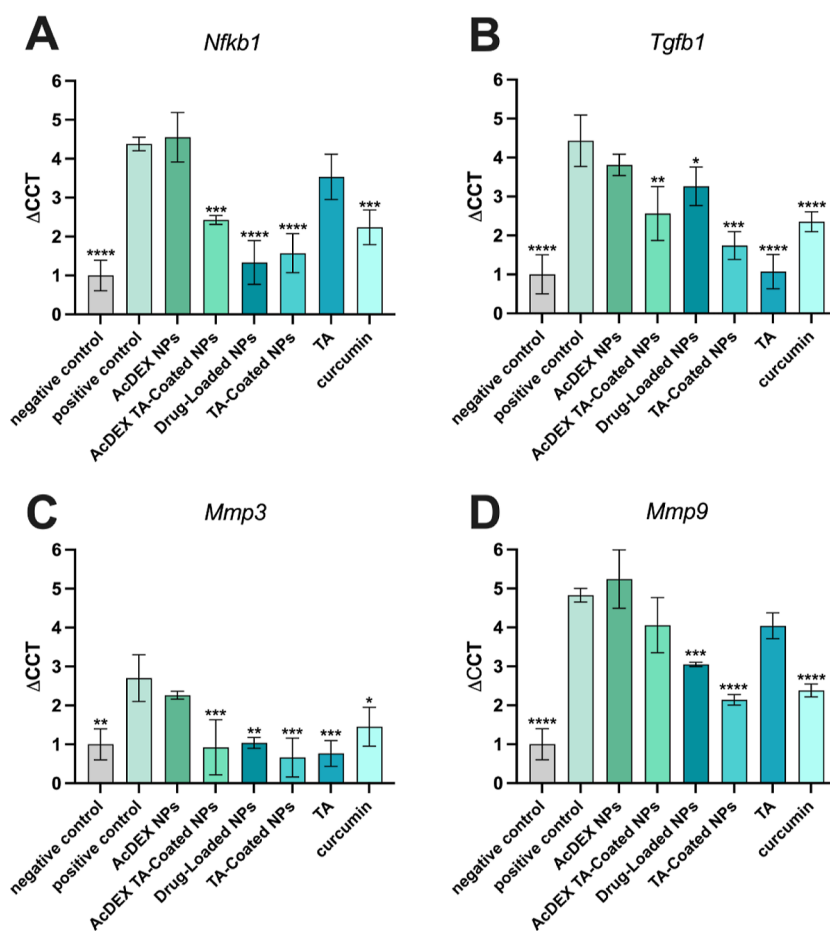 A
Nfkb1
6
5
4
3
2
1
0
ΔCCT
****
***
****
****
***
negative control
positive control
AcDEX NPs
AcDEX TA-Coated NPs
Drug-Loaded NPs
TA-Coated NPs
TA
curcumin
B
Tgfb1
6
5
4
3
2
1
0
ΔCCT
****
**
*
***
****
****
negative control
positive control
AcDEX NPs
AcDEX TA-Coated NPs
Drug-Loaded NPs
TA-Coated NPs
TA
curcumin
C
Mmp3
6
5
4
3
2
1
0
ΔCCT
**
***
**
***
***
*
negative control
positive control
AcDEX NPs
AcDEX TA-Coated NPs
Drug-Loaded NPs
TA-Coated NPs
TA
curcumin
D
Mmp9
6
5
4
3
2
1
0
ΔCCT
****
***
****
****
negative control
positive control
AcDEX NPs
AcDEX TA-Coated NPs
Drug-Loaded NPs
TA-Coated NPs
TA
curcumin